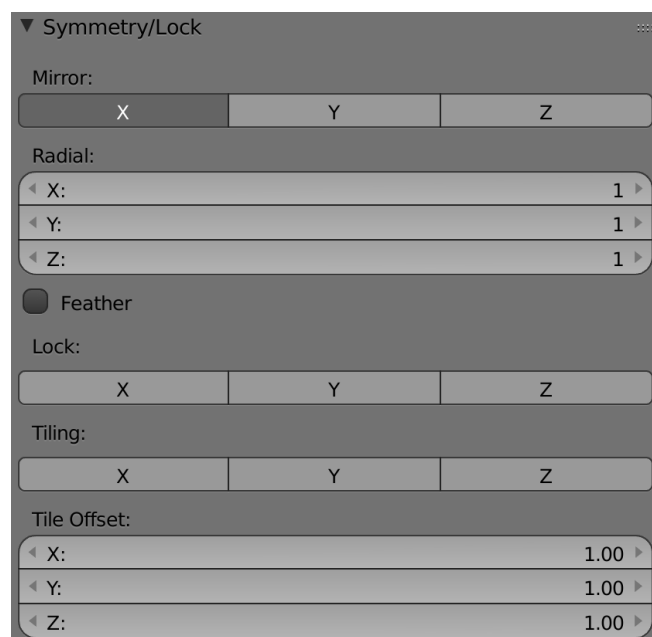 Symmetry/Lock
Mirror:
X Y Z
Radial:
X: 1
Y: 1
Z: 1
Feather
Lock:
X Y Z
Tiling:
X Y Z
Tile Offset:
X: 1.00
Y: 1.00
Z: 1.00